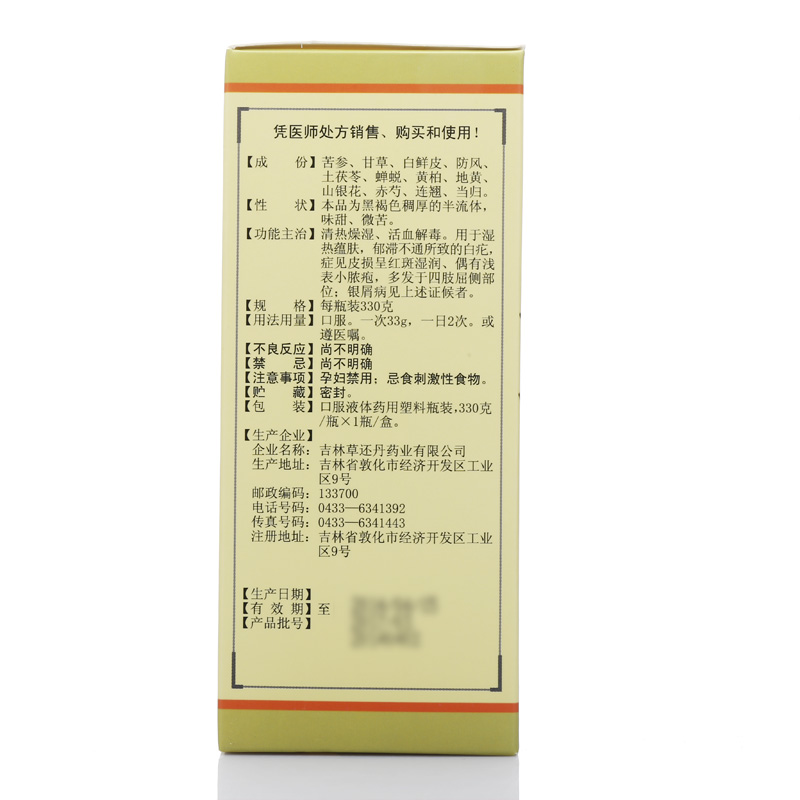 凭医师处方销售、购买和使用！
【成　份】苦参、甘草、白鲜皮、防风、
土茯苓、蝉蜕、黄柏、地黄、
山银花、赤芍、连翘、当归。
【性　状】本品为黑褐色稠厚的半流体，
味甜、微苦。
【功能主治】清热燥湿、活血解毒。用于湿
热蕴肤，郁滞不通所致的白疕，
症见皮损呈红斑湿润、偶有浅
表小脓疱，多发于四肢屈侧部
位；银屑病见上述证候者。
【规　格】每瓶装330克
【用法用量】口服。一次33g，一日2次。或
遵医嘱。
【不良反应】尚不明确
【禁　忌】尚不明确
【注意事项】孕妇禁用；忌食刺激性食物。
【贮　藏】密封。
【包　装】口服液体药用塑料瓶装,330克
/瓶×1瓶/盒。
【生产企业】
企业名称：吉林草还丹药业有限公司
生产地址：吉林省敦化市经济开发区工业
区9号
邮政编码：133700
电话号码：0433—6341392
传真号码：0433—6341443
注册地址：吉林省敦化市经济开发区工业
区9号
【生产日期】
【有 效 期】至
【产品批号】